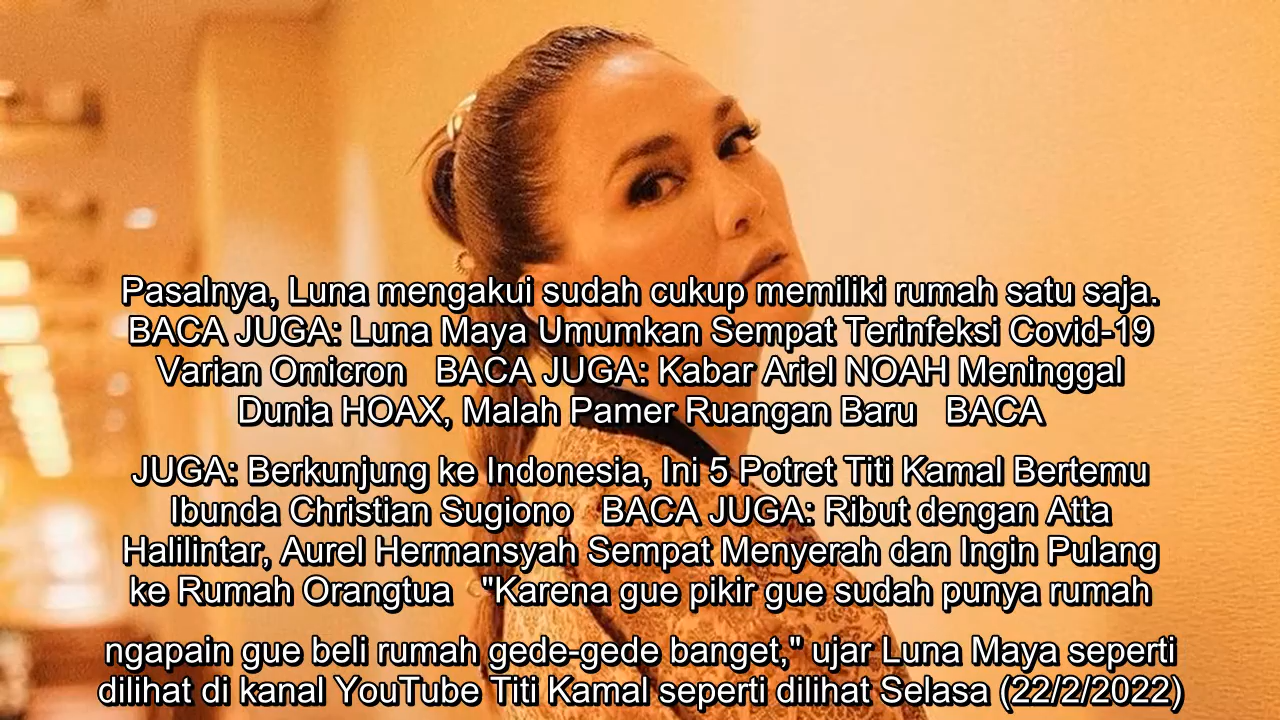 Pasalnya, Luna mengakui sudah cukup memiliki rumah satu saja.
BACA JUGA: Luna Maya Umumkan Sempat Terinfeksi Covid-19
Varian Omicron   BACA JUGA: Kabar Ariel NOAH Meninggal
Dunia HOAX, Malah Pamer Ruangan Baru   BACA
JUGA: Berkunjung ke Indonesia, Ini 5 Potret Titi Kamal Bertemu
Ibunda Christian Sugiono   BACA JUGA: Ribut dengan Atta
Halilintar, Aurel Hermansyah Sempat Menyerah dan Ingin Pulang
ke Rumah Orangtua   "Karena gue pikir gue sudah punya rumah
ngapain gue beli rumah gede-gede banget," ujar Luna Maya seperti
dilihat di kanal YouTube Titi Kamal seperti dilihat Selasa (22/2/2022)